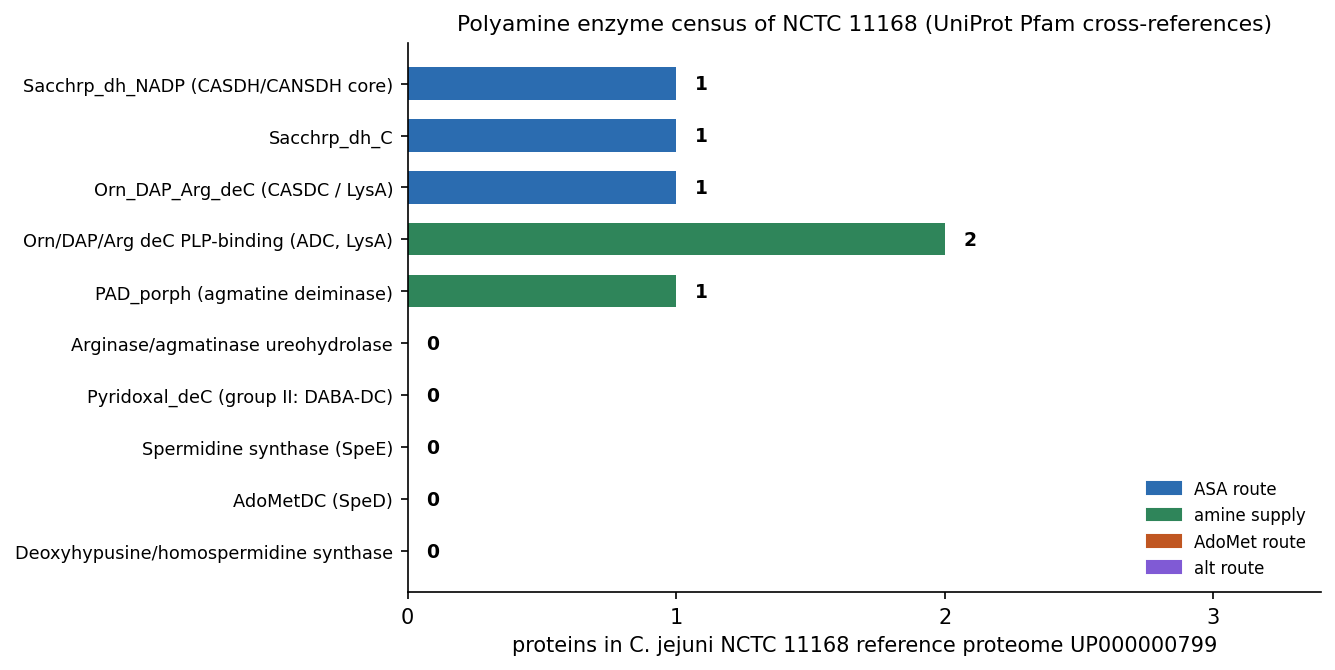 Polyamine enzyme census of NCTC 11168 (UniProt Pfam cross-references)
Sacchrp_dh_NADP (CASDH/CANSDH core)
1
Sacchrp_dh_C
1
Orn_DAP_Arg_deC (CASDC / LysA)
1
Orn/DAP/Arg deC PLP-binding (ADC, LysA)
2
PAD_porph (agmatine deiminase)
1
Arginase/agmatinase ureohydrolase
0
Pyridoxal_deC (group II: DABA-DC)
0
Spermidine synthase (SpeE)
0
AdoMetDC (SpeD)
0
Deoxyhypusine/homospermidine synthase
0
ASA route
amine supply
AdoMet route
alt route
0 1 2 3
proteins in C. jejuni NCTC 11168 reference proteome UP000000799